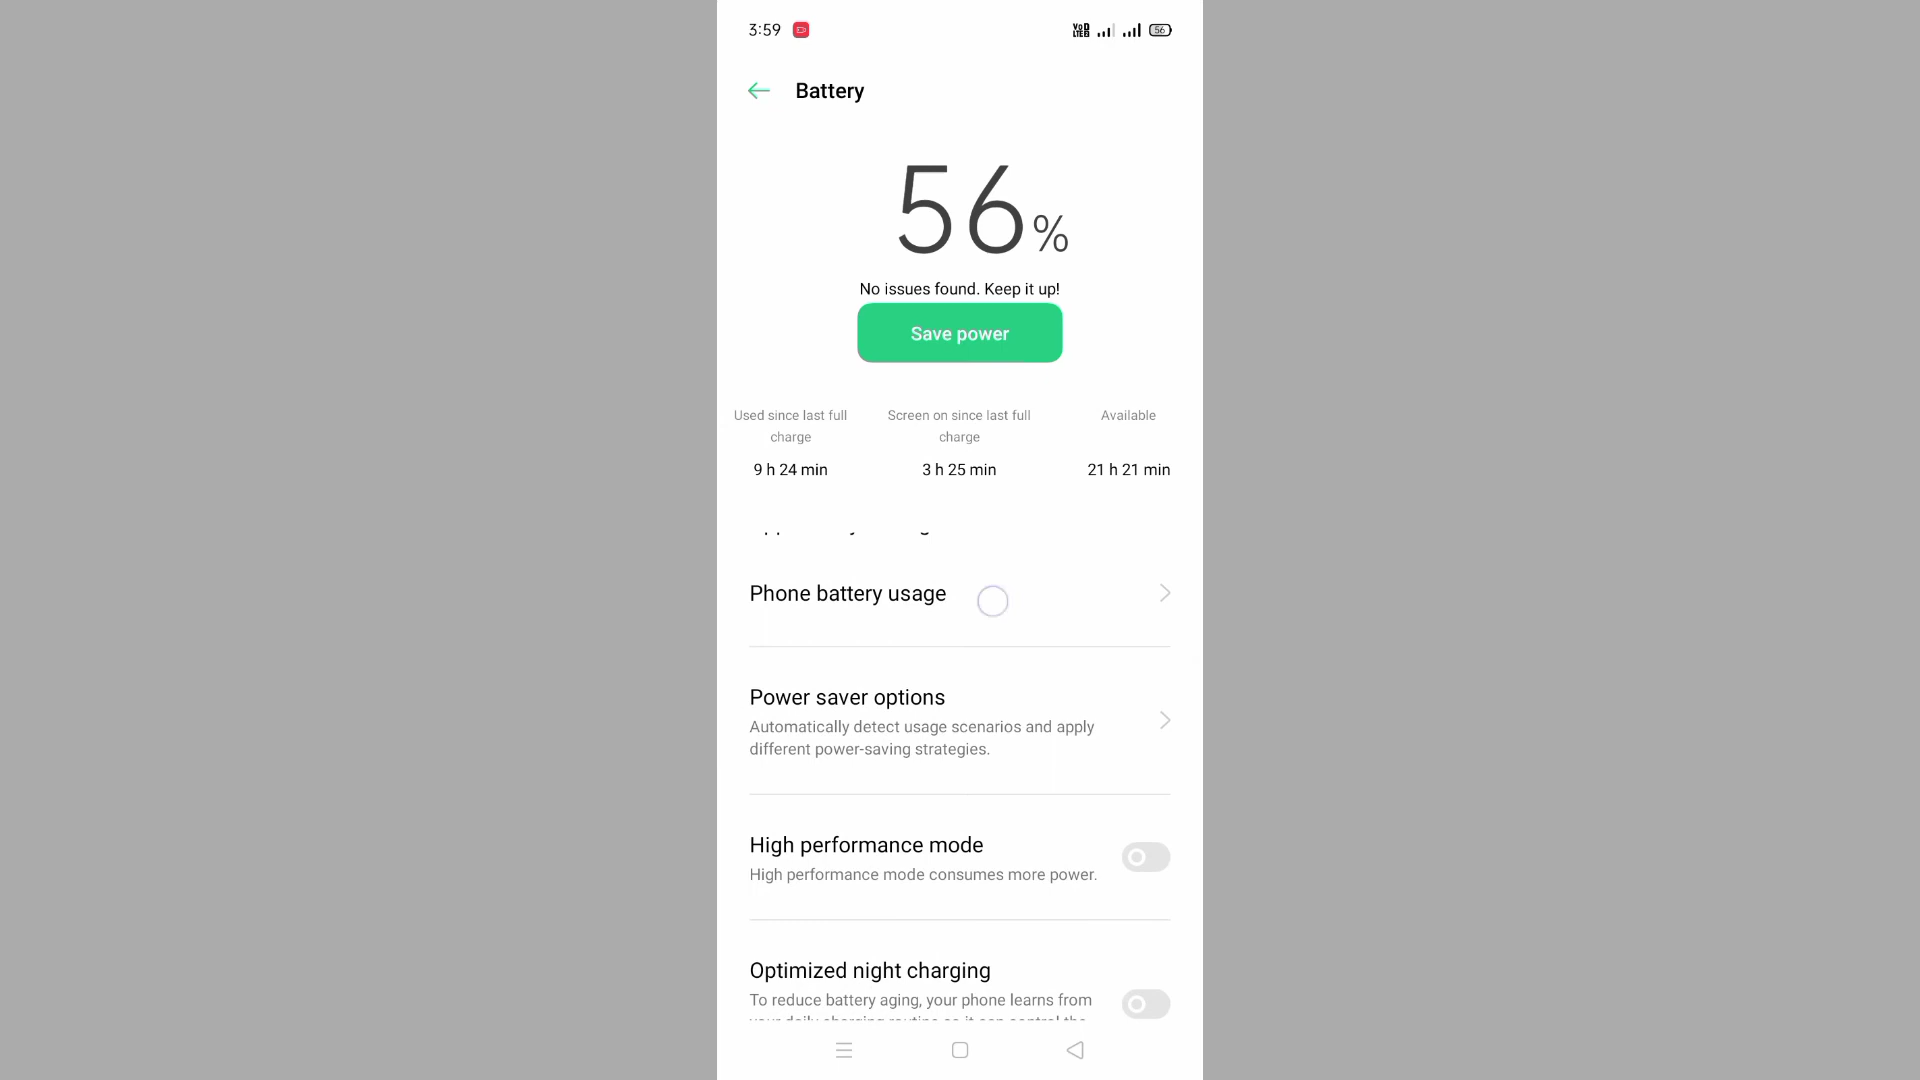 3:59
VoD
LTE2
56
Battery
56%
No issues found. Keep it up!
Save power
Used since last full
charge
Screen on since last full
charge
Available
9 h 24 min
3 h 25 min
21 h 21 min
Phone battery usage
Power saver options
Automatically detect usage scenarios and apply
different power-saving strategies.
High performance mode
High performance mode consumes more power.
Optimized night charging
To reduce battery aging, your phone learns from